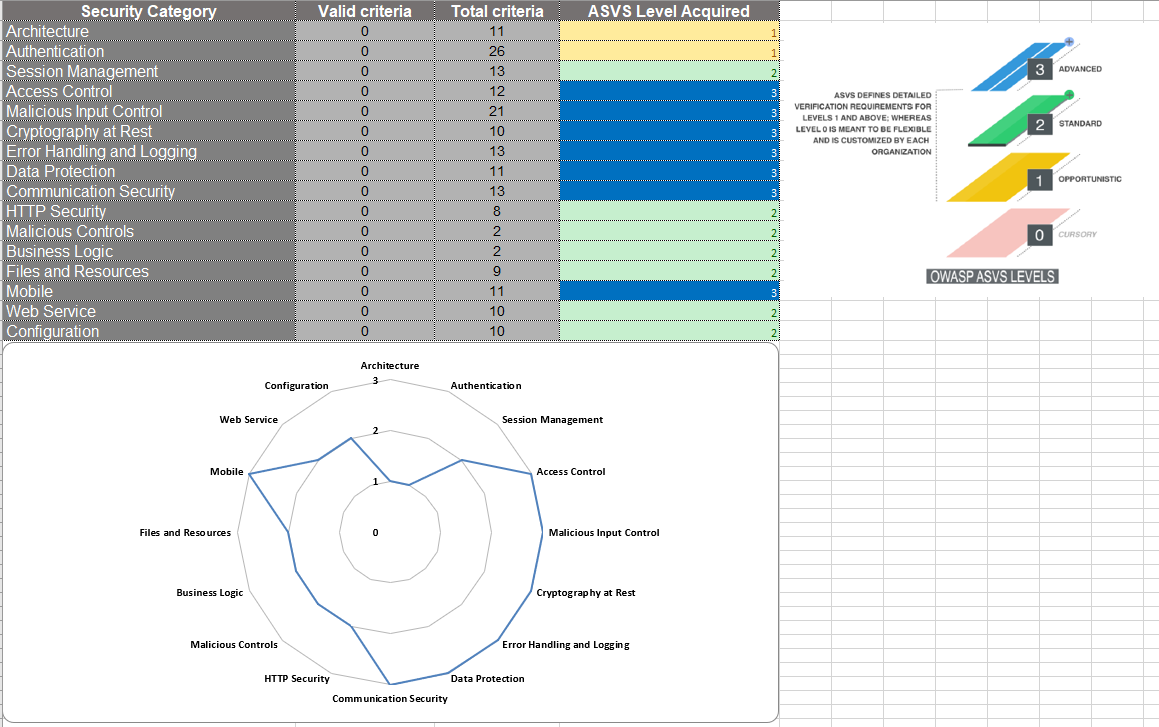 Security Category Valid criteria Total criteria ASVS Level Acquired
Architecture 0 11 1
Authentication 0 26 1
Session Management 0 13 2
Access Control 0 12 3
Malicious Input Control 0 21 3
Cryptography at Rest 0 10 3
Error Handling and Logging 0 13 3
Data Protection 0 11 3
Communication Security 0 13 3
HTTP Security 0 8 2
Malicious Controls 0 2 2
Business Logic 0 2 2
Files and Resources 0 9 2
Mobile 0 11 3
Web Service 0 10 2
Configuration 0 10 2
ASVS DEFINES DETAILED
VERIFICATION REQUIREMENTS FOR
LEVELS 1 AND ABOVE; WHEREAS
LEVEL 0 IS MEANT TO BE FLEXIBLE
AND IS CUSTOMIZED BY EACH
ORGANIZATION
3 ADVANCED
2 STANDARD
1 OPPORTUNISTIC
0 CURSORY
OWASP ASVS LEVELS
Architecture
Authentication
Session Management
Access Control
Malicious Input Control
Cryptography at Rest
Error Handling and Logging
Data Protection
Communication Security
HTTP Security
Malicious Controls
Business Logic
Files and Resources
Mobile
Web Service
Configuration
3
2
1
0